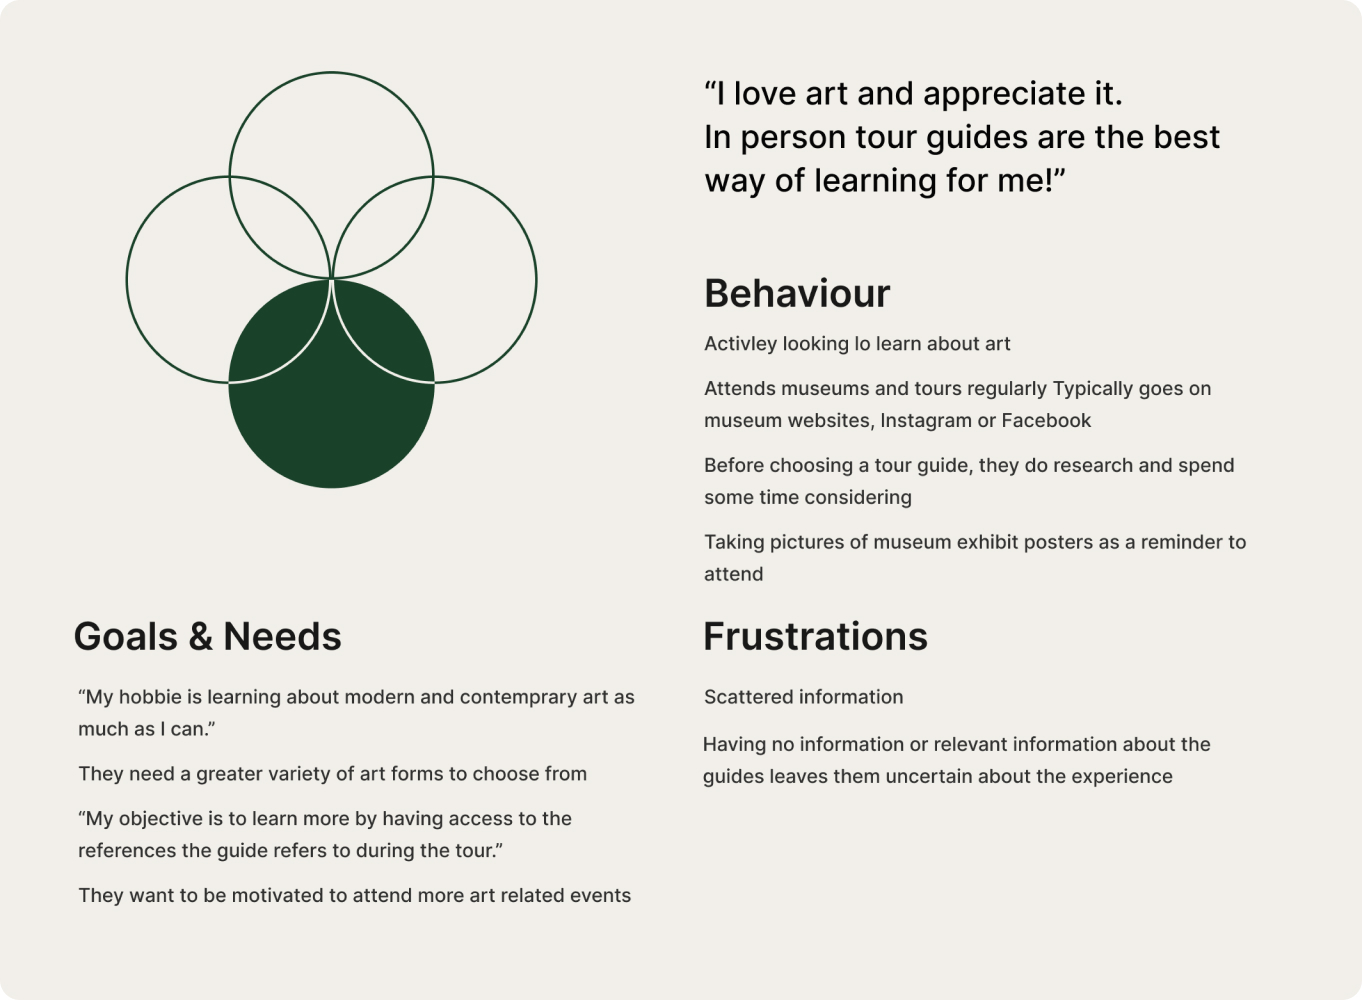 “I love art and appreciate it.
In person tour guides are the best
way of learning for me!”
Behaviour
Activley looking lo learn about art
Attends museums and tours regularly Typically goes on
museum websites, Instagram or Facebook
Before choosing a tour guide, they do research and spend
some time considering
Taking pictures of museum exhibit posters as a reminder to
attend
Goals & Needs
“My hobbie is learning about modern and contemprary art as
much as I can.”
They need a greater variety of art forms to choose from
“My objective is to learn more by having access to the
references the guide refers to during the tour.”
They want to be motivated to attend more art related events
Frustrations
Scattered information
Having no information or relevant information about the
guides leaves them uncertain about the experience